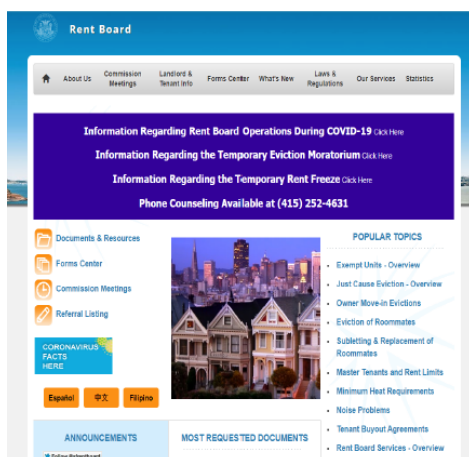 Rent Board
About Us
Commission
Meetings
Landlord &
Tenant Info
Forms Center
What's New
Laws &
Regulations
Our Services
Statistics
Information Regarding Rent Board Operations During COVID-19 Click Here
Information Regarding the Temporary Eviction Moratorium Click Here
Information Regarding the Temporary Rent Freeze Click Here
Phone Counseling Available at (415) 252-4631
Documents & Resources
Forms Center
Commission Meetings
Referral Listing
CORONAVIRUS
FACTS
HERE
Español
中文
Filipino
ANNOUNCEMENTS
MOST REQUESTED DOCUMENTS
POPULAR TOPICS
Exempt Units - Overview
Just Cause Eviction - Overview
Owner Move-in Evictions
Eviction of Roommates
Subletting & Replacement of
Roommates
Master Tenants and Rent Limits
Minimum Heat Requirements
Noise Problems
Tenant Buyout Agreements
Rent Board Services - Overview